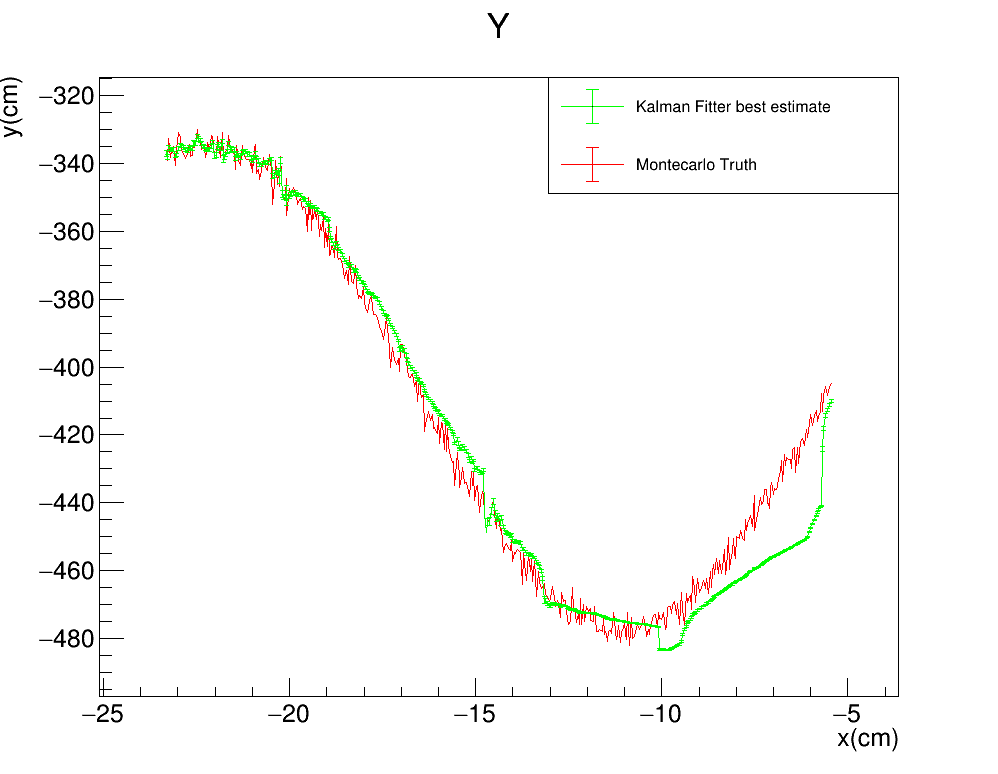 Y
y(cm)
Kalman Fitter best estimate
Montecarlo Truth
−320
−340
−360
−380
−400
−420
−440
−460
−480
−25 −20 −15 −10 −5
x(cm)